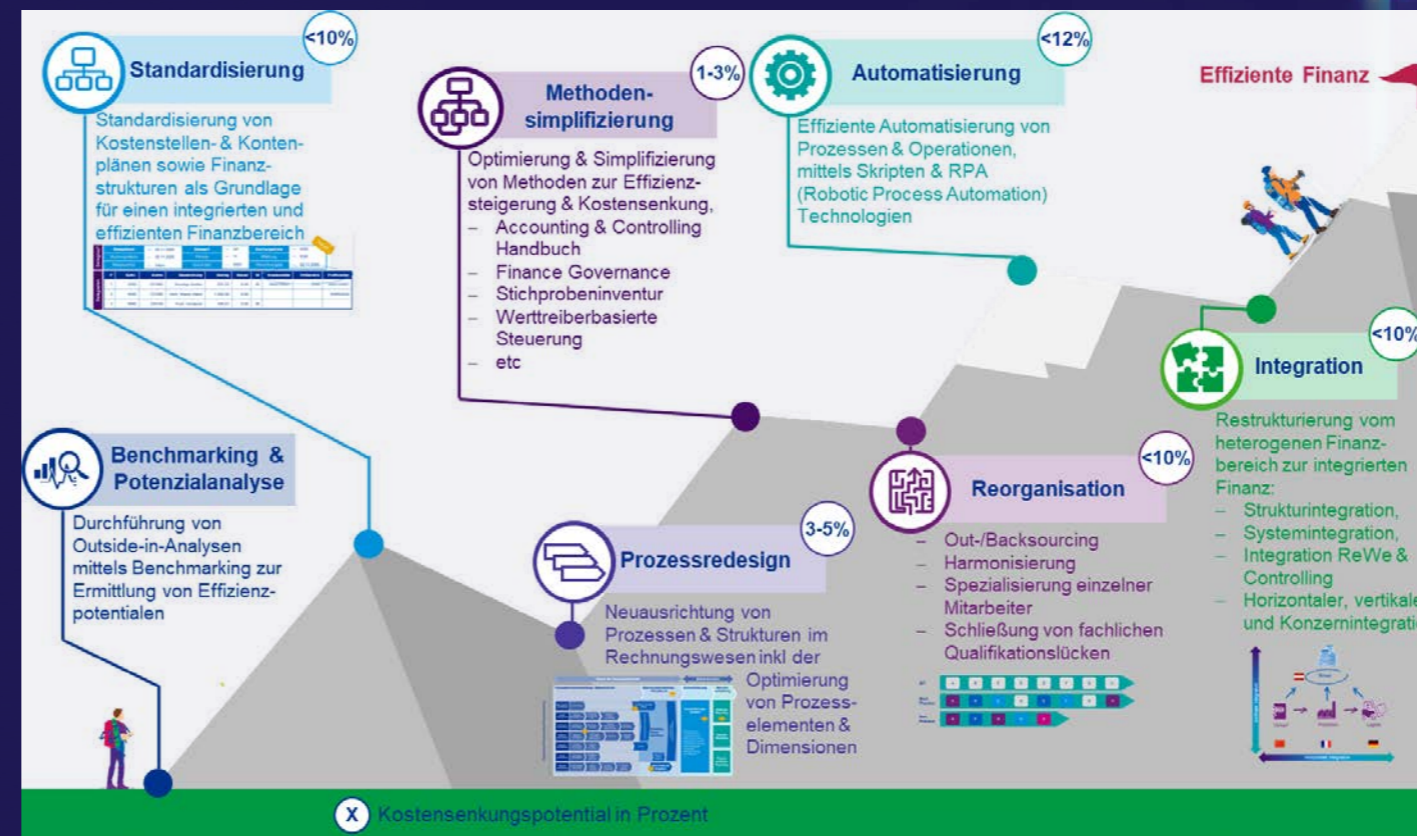 <10%
Standardisierung
Standardisierung von
Kostenstellen- & Konten-
plänen sowie Finanz-
strukturen als Grundlage
für einen integrierten und
effizienten Finanzbereich
1-3%
Methoden-
simplifizierung
Optimierung & Simplifizierung
von Methoden zur Effizienz-
steigerung & Kostensenkung,
– Accounting & Controlling
Handbuch
– Finance Governance
– Stichprobeninventur
– Werttreiberbasierte
Steuerung
– etc
<12%
Automatisierung
Effiziente Automatisierung von
Prozessen & Operationen,
mittels Skripten & RPA
(Robotic Process Automation)
Technologien
Effiziente Finanz
Benchmarking &
Potenzialanalyse
Durchführung von
Outside-in-Analysen
mittels Benchmarking zur
Ermittlung von Effizienz-
potentialen
3-5%
Prozessredesign
Neuausrichtung von
Prozessen & Strukturen im
Rechnungswesen inkl der
Optimierung
von Prozess-
elementen &
Dimensionen
<10%
Reorganisation
– Out-/Backsourcing
– Harmonisierung
– Spezialisierung einzelner
Mitarbeiter
– Schließung von fachlichen
Qualifikationslücken
<10%
Integration
Restrukturierung vom
heterogenen Finanz-
bereich zur integrierten
Finanz:
– Strukturintegration,
– Systemintegration,
– Integration ReWe &
Controlling
– Horizontaler, vertikale
und Konzernintegrati
X Kostensenkungspotential in Prozent